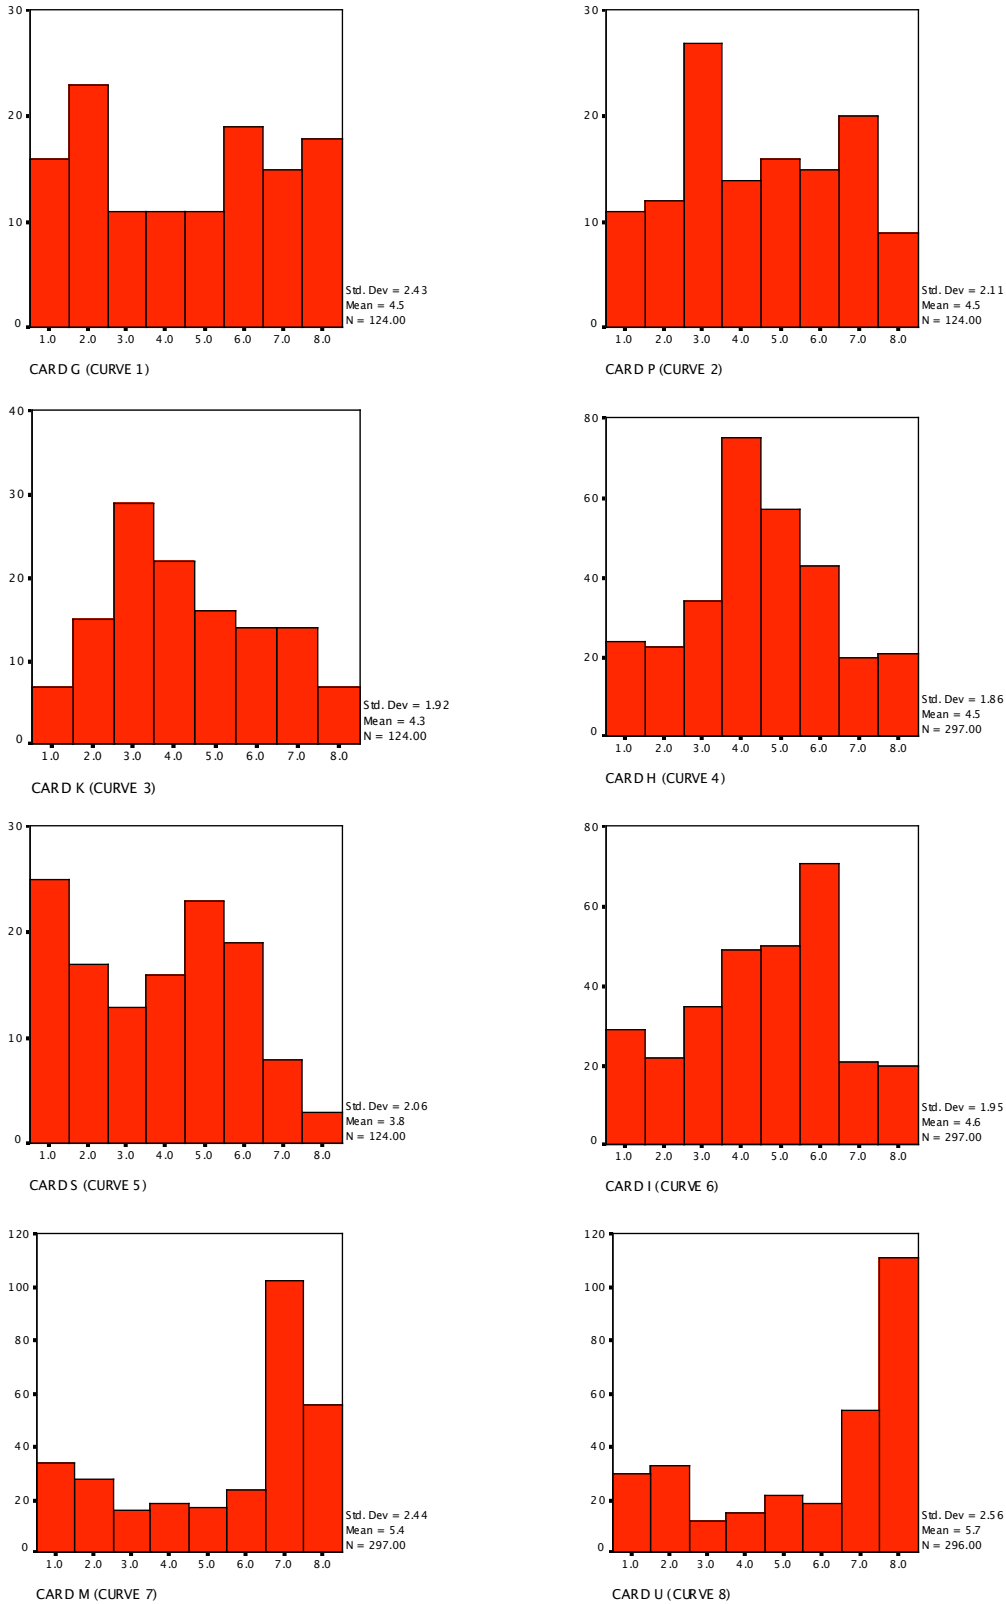 30
20
10
0
1.0 2.0 3.0 4.0 5.0 6.0 7.0 8.0
Std. Dev = 2.43
Mean = 4.5
N = 124.00
CARD G (CURVE 1)
30
20
10
0
1.0 2.0 3.0 4.0 5.0 6.0 7.0 8.0
Std. Dev = 2.11
Mean = 4.5
N = 124.00
CARD P (CURVE 2)
40
30
20
10
0
1.0 2.0 3.0 4.0 5.0 6.0 7.0 8.0
Std. Dev = 1.92
Mean = 4.3
N = 124.00
CARD K (CURVE 3)
80
60
40
20
0
1.0 2.0 3.0 4.0 5.0 6.0 7.0 8.0
Std. Dev = 1.86
Mean = 4.5
N = 297.00
CARD H (CURVE 4)
30
20
10
0
1.0 2.0 3.0 4.0 5.0 6.0 7.0 8.0
Std. Dev = 2.06
Mean = 3.8
N = 124.00
CARD S (CURVE 5)
80
60
40
20
0
1.0 2.0 3.0 4.0 5.0 6.0 7.0 8.0
Std. Dev = 1.95
Mean = 4.6
N = 297.00
CARD I (CURVE 6)
120
100
80
60
40
20
0
1.0 2.0 3.0 4.0 5.0 6.0 7.0 8.0
Std. Dev = 2.44
Mean = 5.4
N = 297.00
CARD M (CURVE 7)
120
100
80
60
40
20
0
1.0 2.0 3.0 4.0 5.0 6.0 7.0 8.0
Std. Dev = 2.56
Mean = 5.7
N = 296.00
CARD U (CURVE 8)